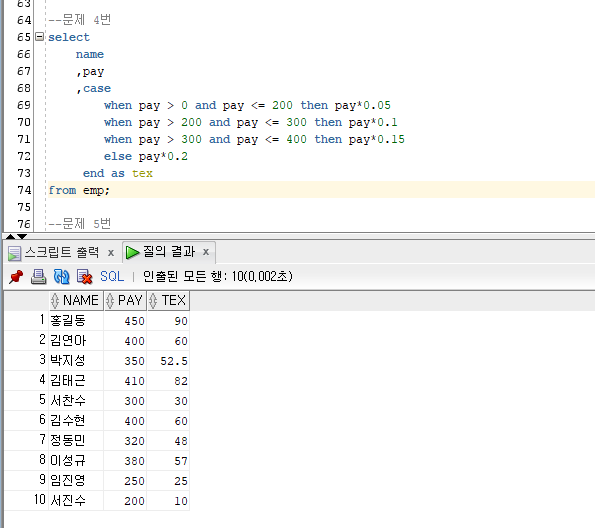 63
64 --문제 4번
65 select
66 name
67 ,pay
68 ,case
69 when pay > 0 and pay <= 200 then pay*0.05
70 when pay > 200 and pay <= 300 then pay*0.1
71 when pay > 300 and pay <= 400 then pay*0.15
72 else pay*0.2
73 end as tex
74 from emp;
75
76 --문제 5번
스크립트 출력 x 질의 결과 x
SQL | 인출된 모든 행: 10(0,002초)
NAME PAY TEX
1 홍길동 450 90
2 김연아 400 60
3 박지성 350 52.5
4 김태근 410 82
5 서찬수 300 30
6 김수현 400 60
7 정동민 320 48
8 이성규 380 57
9 임진영 250 25
10 서진수 200 10